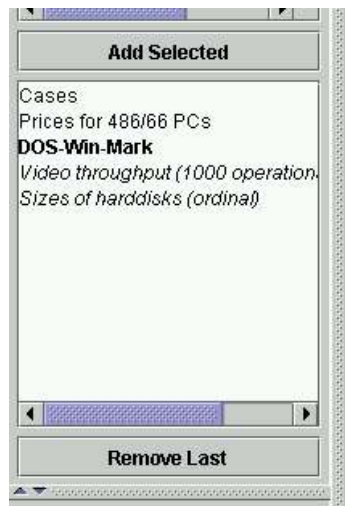 Add Selected
Cases
Prices for 486/66 PCs
DOS-Win-Mark
Video throughput (1000 operation
Sizes of harddisks (ordinal)
Remove Last